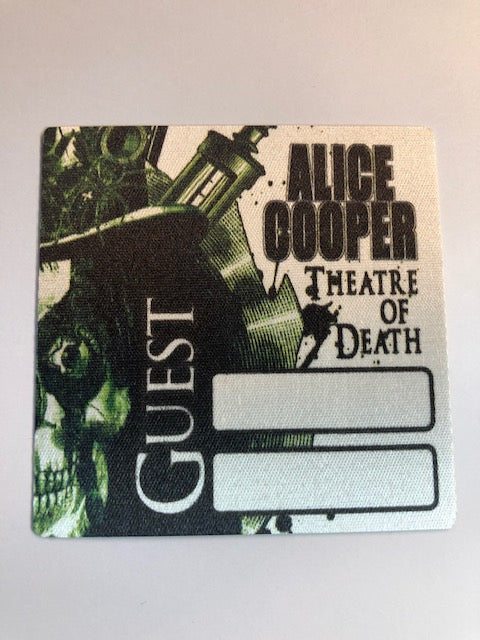 ALICE
COOPER
THEATRE
OF
DEATH
GUEST